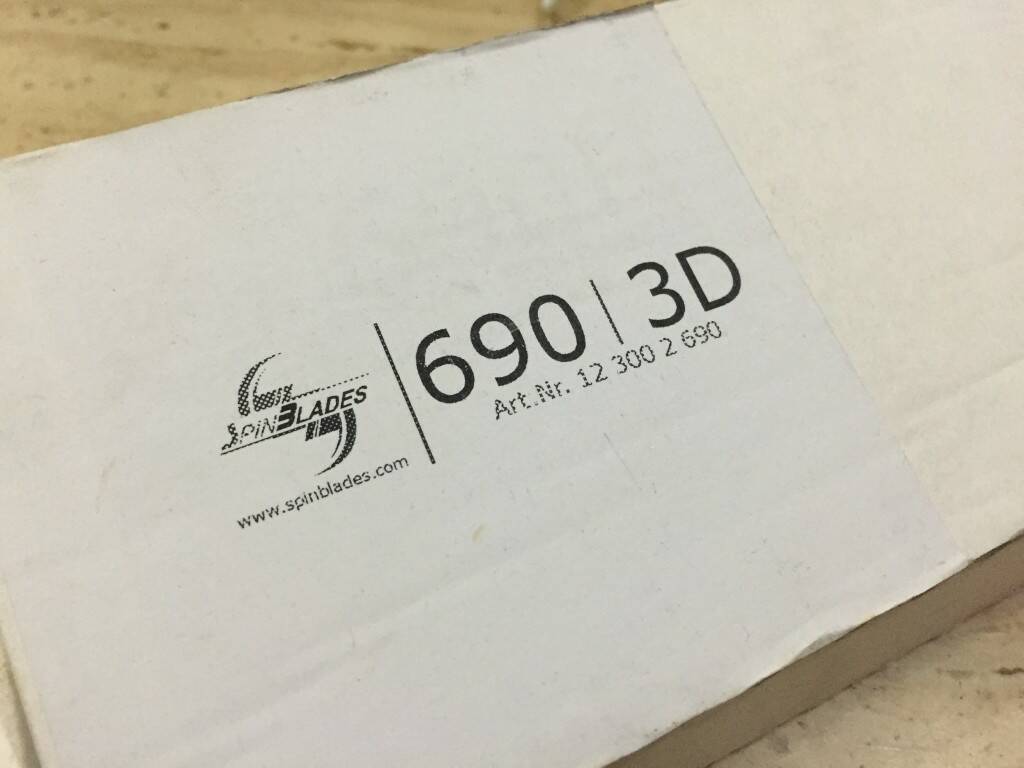 SPINBLADES
www.spinblades.com
690 | 3D
Art.Nr. 12 300 2 690